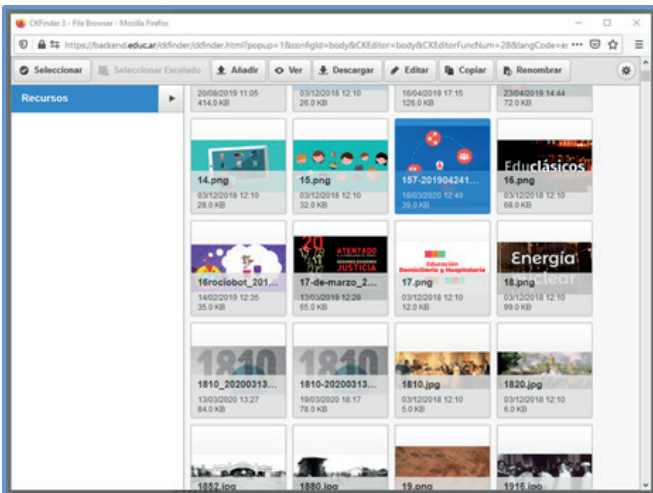 CKFinder 3 - File Browser - Mozilla Firefox
https://backend.educar/ckfinder/ckfinder.html?popup=1&configId=body&CKEditor=body&CKEditorFuncNum=28&langCode=es
Seleccionar Seleccionar Escalado Añadir Ver Descargar Editar Copiar Renombrar
Recursos
20/08/2019 11:05 03/12/2018 12:10 16/04/2019 17:15 23/04/2019 14:44
414.0 KB 26.0 KB 126.0 KB 72.0 KB
Educlásicos
14.png 15.png 157-201904241... 16.png
03/12/2018 12:10 03/12/2018 12:10 18/03/2020 12:49 03/12/2018 12:10
28.0 KB 32.0 KB 39.0 KB 68.0 KB
20 ATENTADO
JUSTICIA
Educación
Domiciliaria y Hospitalaria
Energía
nuclear
16rociobot_201... 17-de-marzo_2... 17.png 18.png
14/02/2019 12:35 13/03/2020 12:28 03/12/2018 12:10 03/12/2018 12:10
35.0 KB 65.0 KB 12.0 KB 99.0 KB
1810 1810
1810_20200313... 1810-20200313... 1810.jpg 1820.jpg
13/03/2020 13:27 19/03/2020 18:17 03/12/2018 12:10 03/12/2018 12:10
84.0 KB 78.0 KB 5.0 KB 6.0 KB
1852.jpg 1880.jpg 19.png 1916.jpg